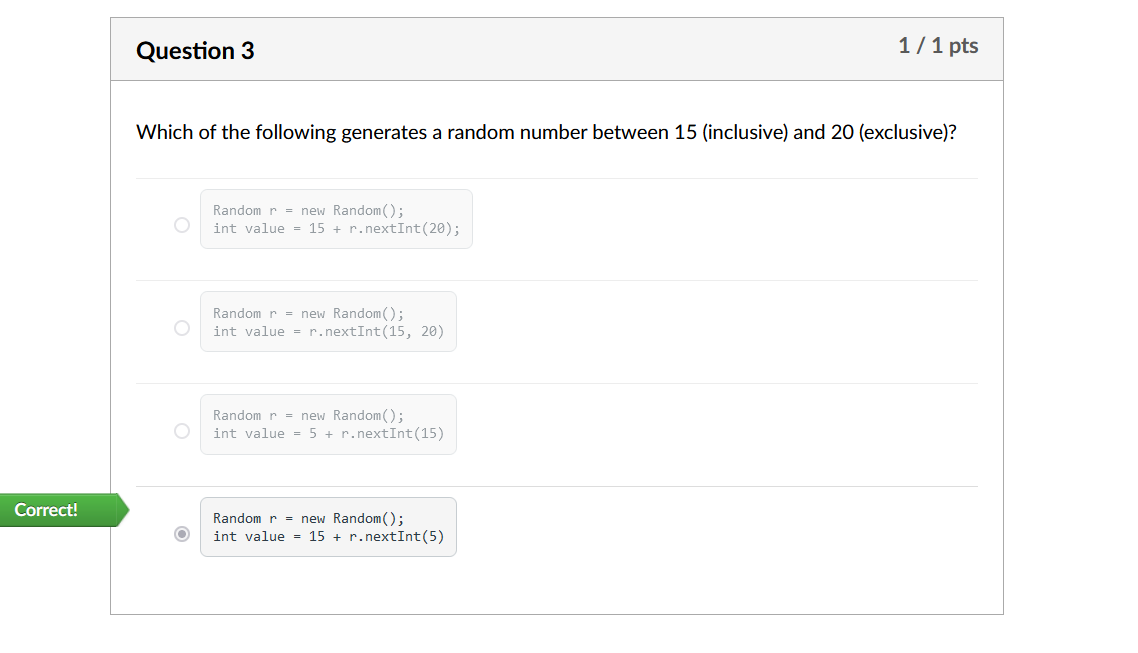 Question 3
1 / 1 pts
Which of the following generates a random number between 15 (inclusive) and 20 (exclusive)?
Random r = new Random();
int value = 15 + r.nextInt(20);
Random r = new Random();
int value = r.nextInt(15, 20)
Random r = new Random();
int value = 5 + r.nextInt(15)
Correct!
Random r = new Random();
int value = 15 + r.nextInt(5)